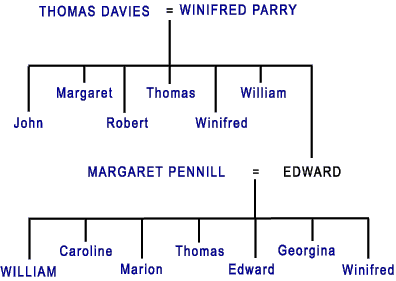 THOMAS DAVIES = WINIFRED PARRY
Margaret Thomas William
John Robert Winifred
MARGARET PENNILL = EDWARD
Caroline Thomas Georgina
WILLIAM Marion Edward Winifred